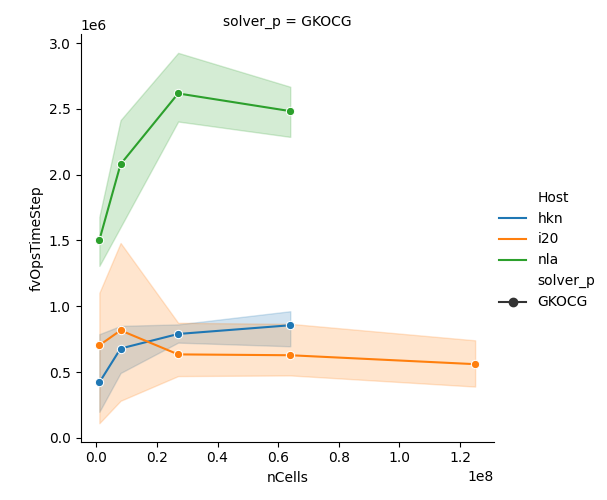 solver_p = GKOCG
1e6
3.0
2.5
2.0
1.5
1.0
0.5
0.0
fvOpsTimeStep
0.0 0.2 0.4 0.6 0.8 1.0 1.2
1e8
nCells
Host
hkn
i20
nla
solver_p
GKOCG